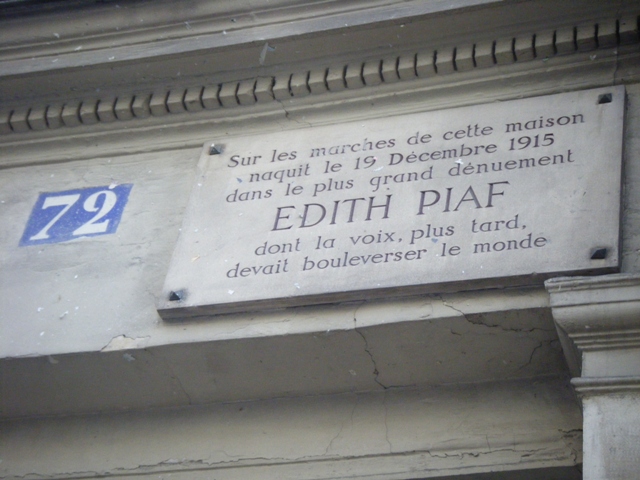 72
Sur les marches de cette maison
naquit le 19 Décembre 1915
dans le plus grand dénuement
EDITH PIAF
dont la voix, plus tard,
devait bouleverser le monde